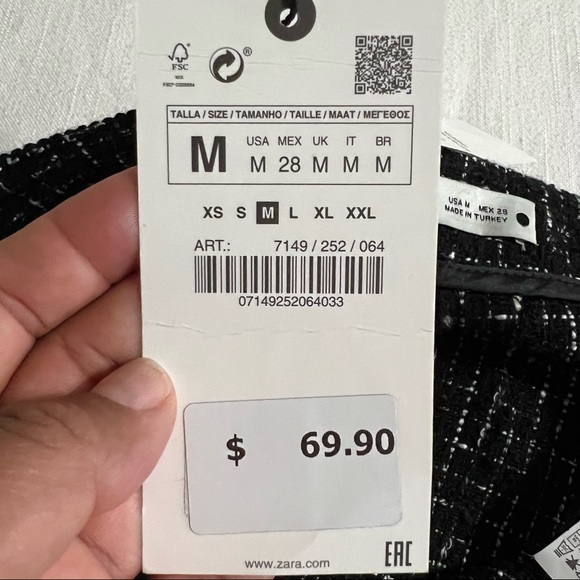 FSC
MIX
®
TALLA / SIZE / TAMANHO / TAILLE / MAAT / ΜΕΓΕΘΟΣ
M
USA MEX UK IT BR
M 28 M M M
XS S M L XL XXL
ART.: 7149 / 252 / 064
07149252064033
$ 69.90
www.zara.com
EAC
USA M MEX 28
MADE IN TURKEY